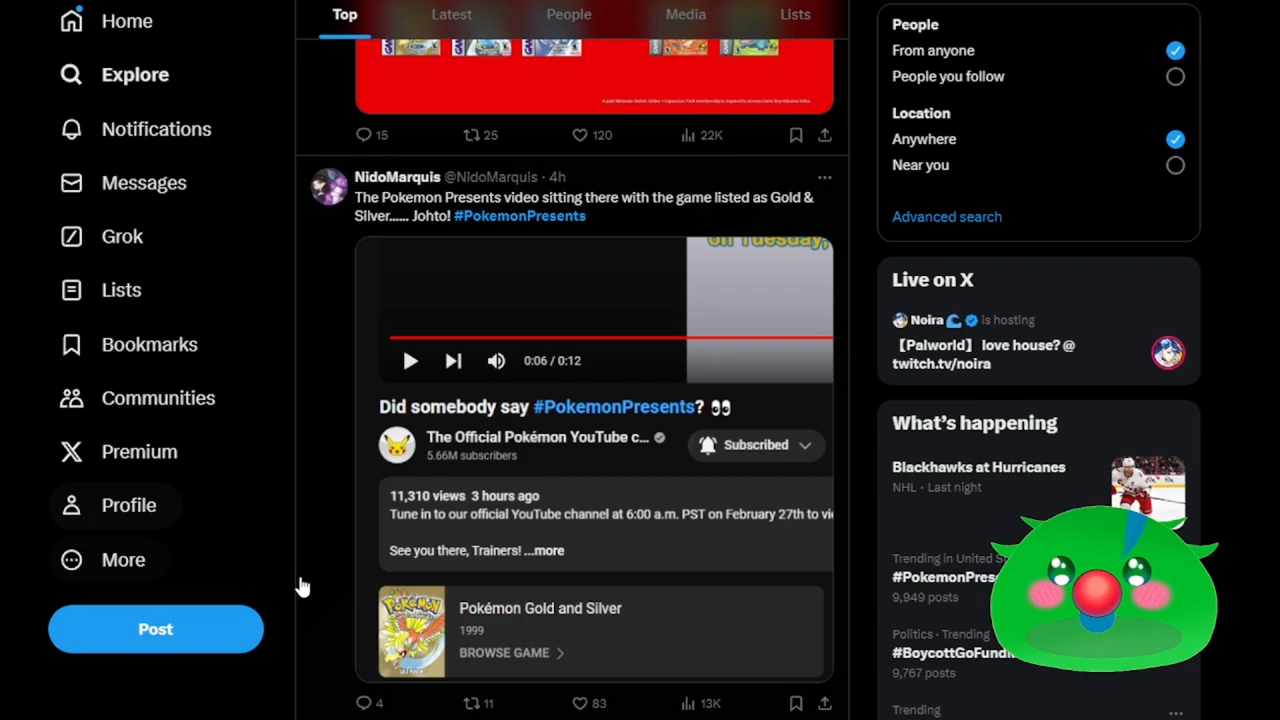 Home
Explore
Notifications
Messages
Grok
Lists
Bookmarks
Communities
Premium
Profile
More
Post
Top
Latest
People
Media
Lists
15
25
120
22K
NidoMarquis @NidoMarquis · 4h
The Pokemon Presents video sitting there with the game listed as Gold &
Silver...... Johto! #PokemonPresents
on Tuesday,
0:06 / 0:12
Did somebody say #PokemonPresents? 👀
The Official Pokémon YouTube c...
5.66M subscribers
Subscribed
11,310 views 3 hours ago
Tune in to our official YouTube channel at 6:00 a.m. PST on February 27th to
See you there, Trainers! ...more
POKéMON
Pokémon Gold and Silver
1999
BROWSE GAME
4
11
83
13K
People
From anyone
People you follow
Location
Anywhere
Near you
Advanced search
Live on X
Noira 🌊 is hosting
【Palworld】 love house? @
twitch.tv/noira
What's happening
Blackhawks at Hurricanes
NHL · Last night
Trending in United
#PokemonPres
9,949 posts
Politics · Trending
#BoycottGoFund
9,767 posts
Trending